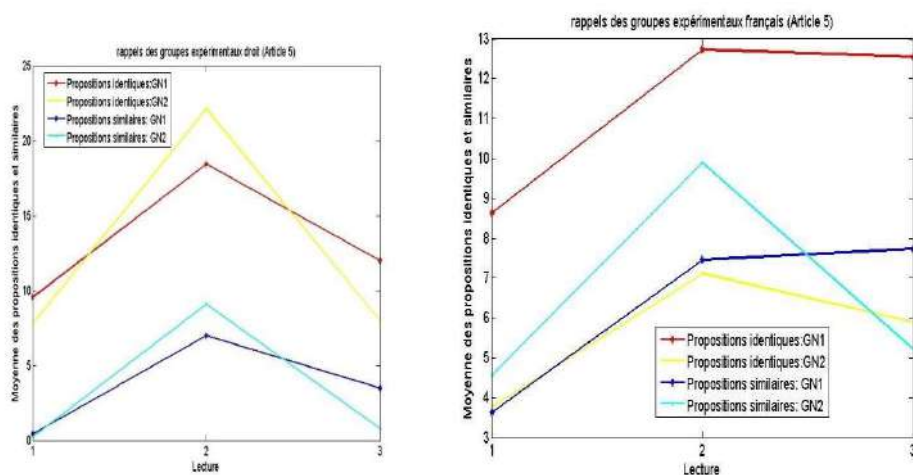 rappels des groupes expérimentaux droit (Article 5)
Moyenne des propositions identiques et similaires
25
20
15
10
5
0
Propositions identiques:GN1
Propositions identiques:GN2
Propositions similaires: GN1
Propositions similaires: GN2
1
2
3
Lecture
rappels des groupes expérimentaux français (Article 5)
Moyenne des propositions identiques et similaires
13
12
11
10
9
8
7
6
5
4
3
Propositions identiques:GN1
Propositions identiques:GN2
Propositions similaires: GN1
Propositions similaires: GN2
1
2
3
Lecture